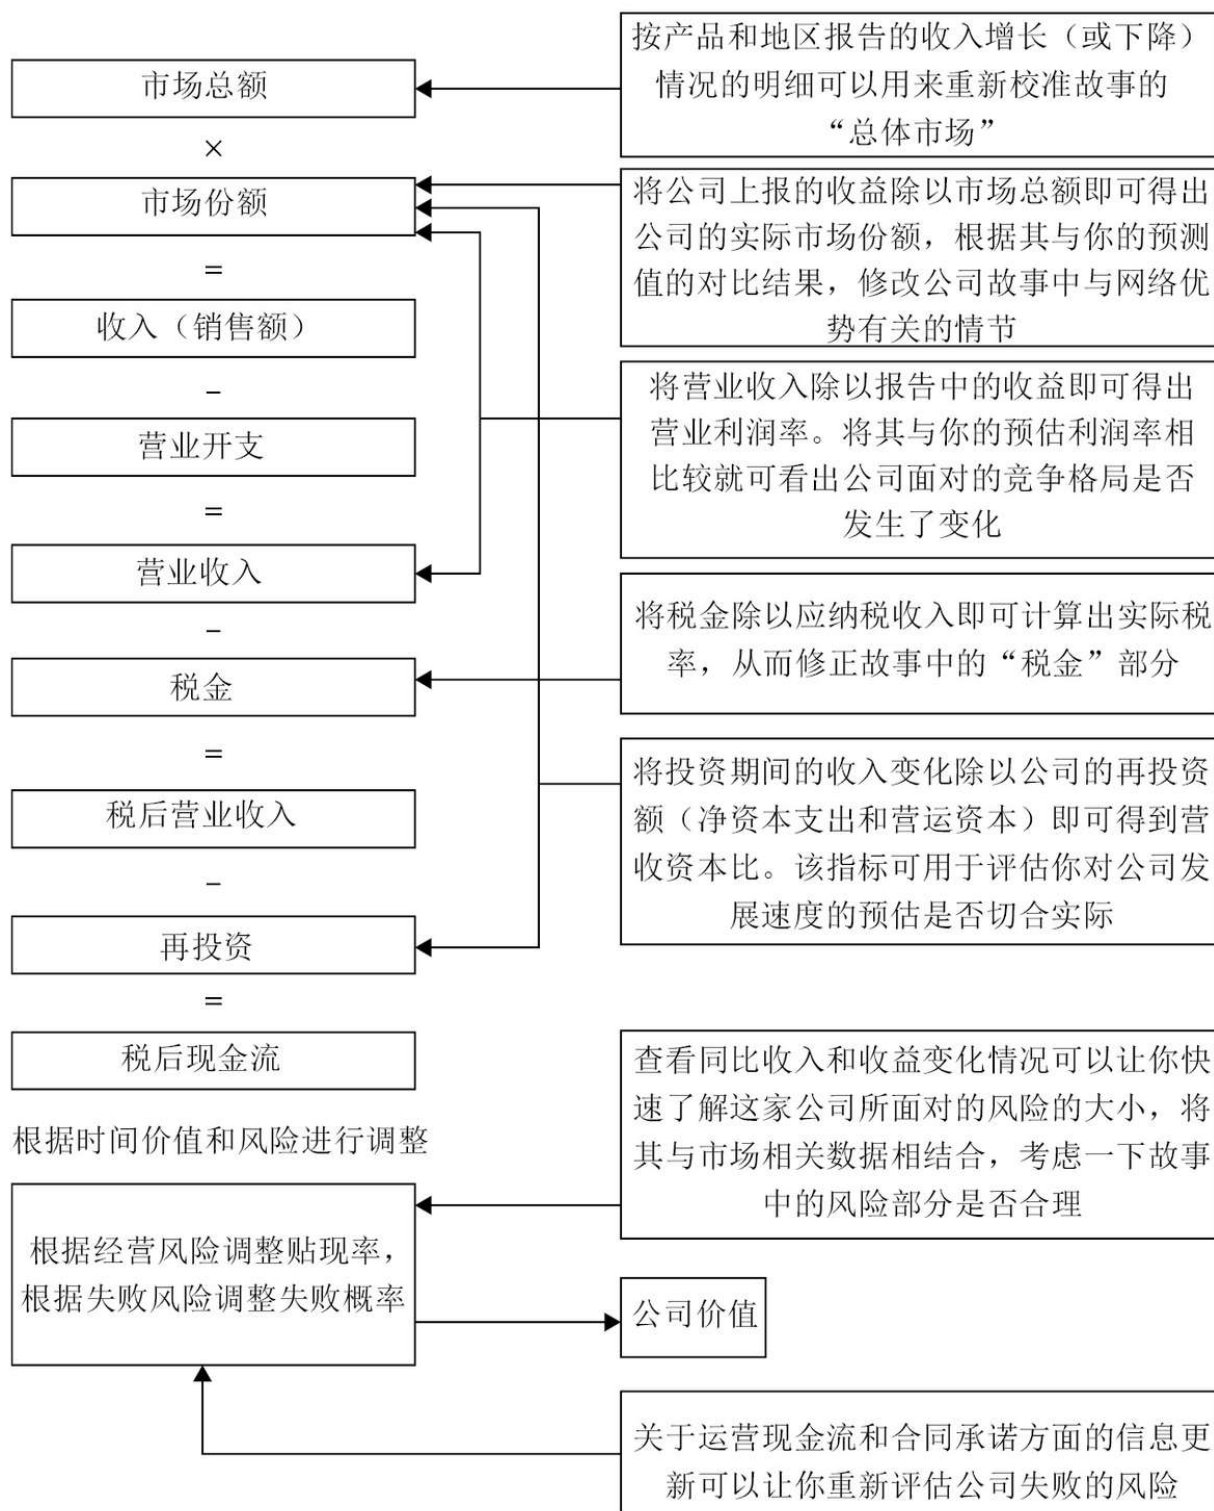 市场总额
×
市场份额
=
收入（销售额）
-
营业开支
=
营业收入
-
税金
=
税后营业收入
-
再投资
=
税后现金流
根据时间价值和风险进行调整
根据经营风险调整贴现率，
根据失败风险调整失败概率
按产品和地区报告的收入增长（或下降）
情况的明细可以用来重新校准故事的
“总体市场”
将公司上报的收益除以市场总额即可得出
公司的实际市场份额，根据其与你的预测
值的对比结果，修改公司故事中与网络优
势有关的情节
将营业收入除以报告中的收益即可得出
营业利润率。将其与你的预估利润率相
比较就可看出公司面对的竞争格局是否
发生了变化
将税金除以应纳税收入即可计算出实际税
率，从而修正故事中的“税金”部分
将投资期间的收入变化除以公司的再投资
额（净资本支出和营运资本）即可得到营
收资本比。该指标可用于评估你对公司发
展速度的预估是否切合实际
查看同比收入和收益变化情况可以让你快
速了解这家公司所面对的风险的大小，将
其与市场相关数据相结合，考虑一下故事
中的风险部分是否合理
公司价值
关于运营现金流和合同承诺方面的信息更
新可以让你重新评估公司失败的风险